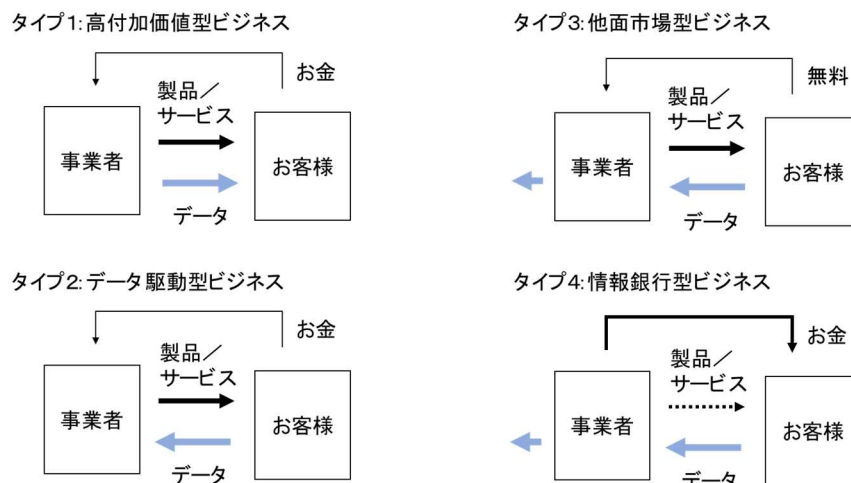 タイプ1:高付加価値型ビジネス
お金
製品／
サービス
事業者
お客様
データ
タイプ3:他面市場型ビジネス
無料
製品／
サービス
事業者
お客様
データ
タイプ2:データ駆動型ビジネス
お金
製品／
サービス
事業者
お客様
データ
タイプ4:情報銀行型ビジネス
お金
製品／
サービス
事業者
お客様
データ